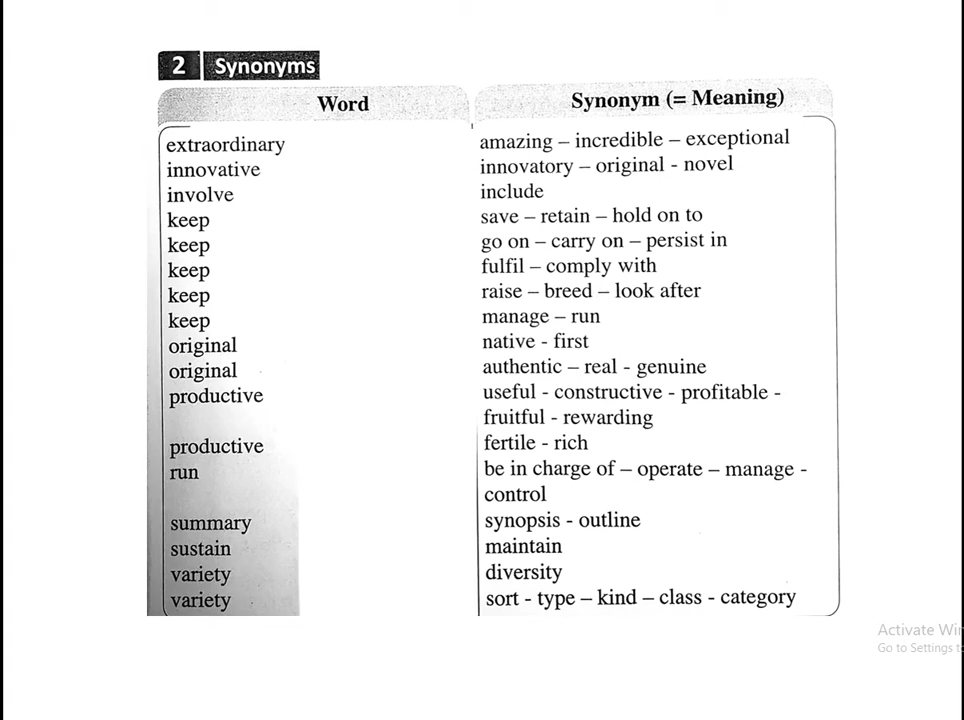 2 Synonyms
Word Synonym (= Meaning)
extraordinary amazing – incredible – exceptional
innovative innovatory – original - novel
involve include
keep save – retain – hold on to
keep go on – carry on – persist in
keep fulfil – comply with
keep raise – breed – look after
keep manage – run
original native - first
original authentic – real - genuine
productive useful - constructive - profitable -
fruitful - rewarding
productive fertile - rich
run be in charge of – operate – manage -
control
summary synopsis - outline
sustain maintain
variety diversity
variety sort - type – kind – class - category
Activate Win
Go to Settings t